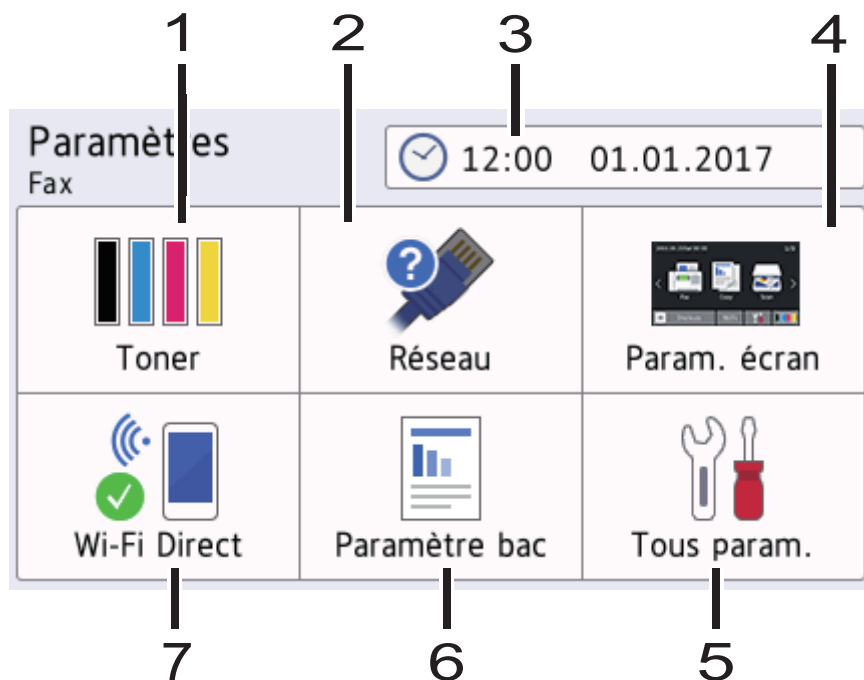 1 2 3 4
Paramètres
Fax
12:00 01.01.2017
Toner
Réseau
Param. écran
Wi-Fi Direct
Paramètre bac
Tous param.
7 6 5